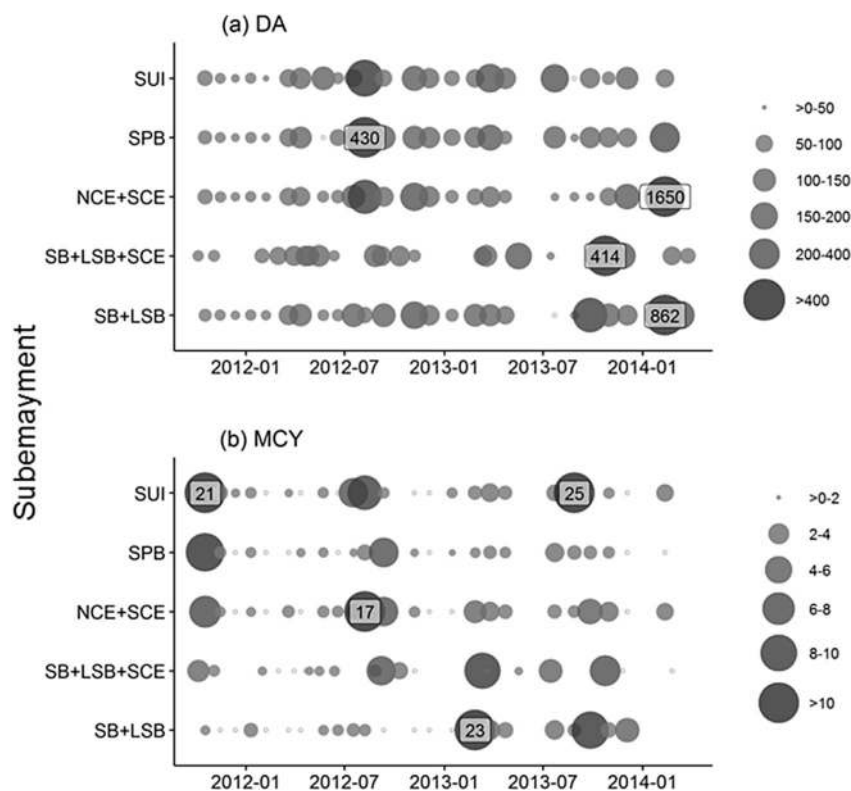 (a) DA
SUI
SPB
430
NCE+SCE
1650
SB+LSB+SCE
414
SB+LSB
862
2012-01
2012-07
2013-01
2013-07
2014-01
>0-50
50-100
100-150
150-200
200-400
>400
Subemayment
(b) MCY
SUI
21
25
SPB
NCE+SCE
17
SB+LSB+SCE
SB+LSB
23
2012-01
2012-07
2013-01
2013-07
2014-01
>0-2
2-4
4-6
6-8
8-10
>10